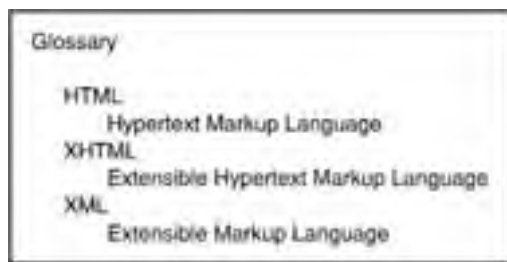 Glossary
HTML
Hypertext Markup Language
XHTML
Extensible Hypertext Markup Language
XML
Extensible Markup Language